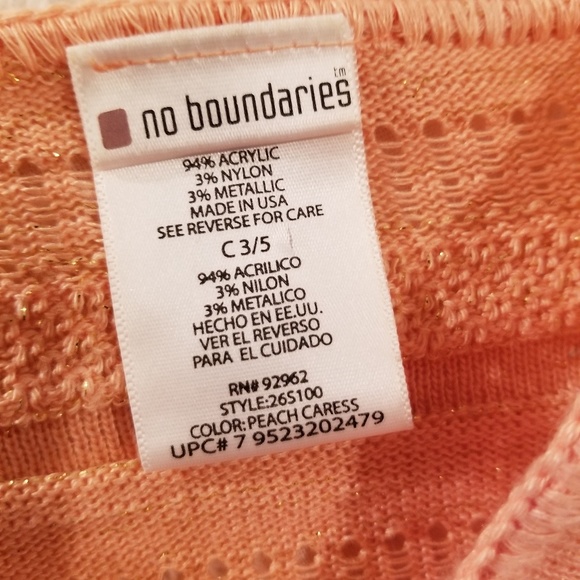 no boundaries tm
94% ACRYLIC
3% NYLON
3% METALLIC
MADE IN USA
SEE REVERSE FOR CARE
C 3/5
94% ACRILICO
3% NILON
3% METALICO
HECHO EN EE.UU.
VER EL REVERSO
PARA EL CUIDADO
RN# 92962
STYLE:26S100
COLOR: PEACH CARESS
UPC# 7 9523202479